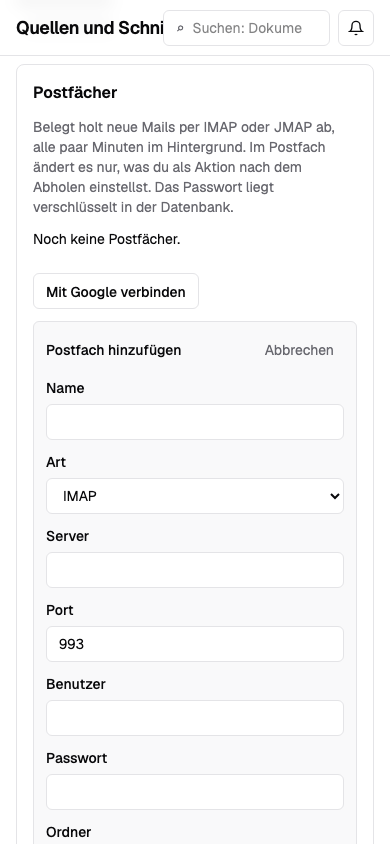 Quellen und Schni
Suchen: Dokume
Postfächer
Belegt holt neue Mails per IMAP oder JMAP ab,
alle paar Minuten im Hintergrund. Im Postfach
ändert es nur, was du als Aktion nach dem
Abholen einstellst. Das Passwort liegt
verschlüsselt in der Datenbank.
Noch keine Postfächer.
Mit Google verbinden
Postfach hinzufügen
Abbrechen
Name
Art
IMAP
Server
Port
993
Benutzer
Passwort
Ordner